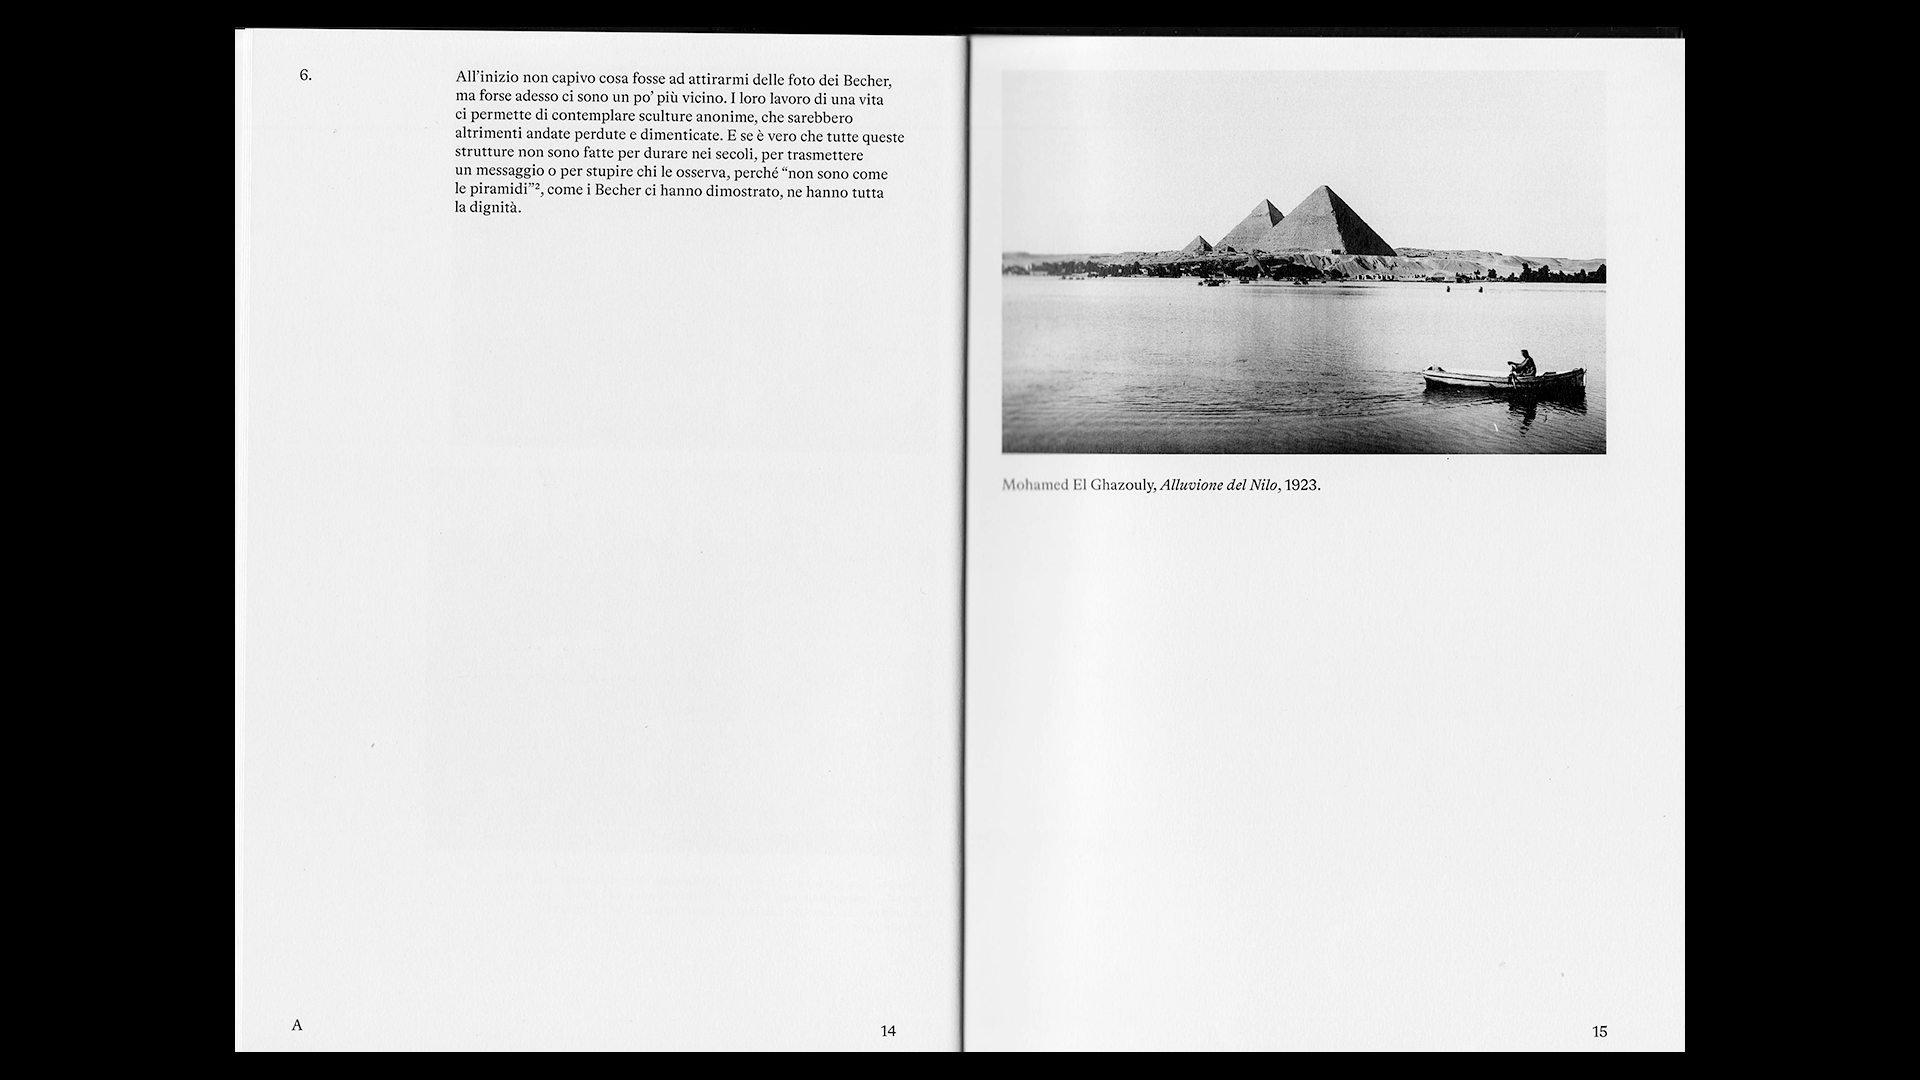 6.
All’inizio non capivo cosa fosse ad attirarmi delle foto dei Becher,
ma forse adesso ci sono un po’ più vicino. I loro lavoro di una vita
ci permette di contemplare sculture anonime, che sarebbero
altrimenti andate perdute e dimenticate. E se è vero che tutte queste
strutture non sono fatte per durare nei secoli, per trasmettere
un messaggio o per stupire chi le osserva, perché “non sono come
le piramidi”², come i Becher ci hanno dimostrato, ne hanno tutta
la dignità.
A
14
Mohamed El Ghazouly, Alluvione del Nilo, 1923.
15